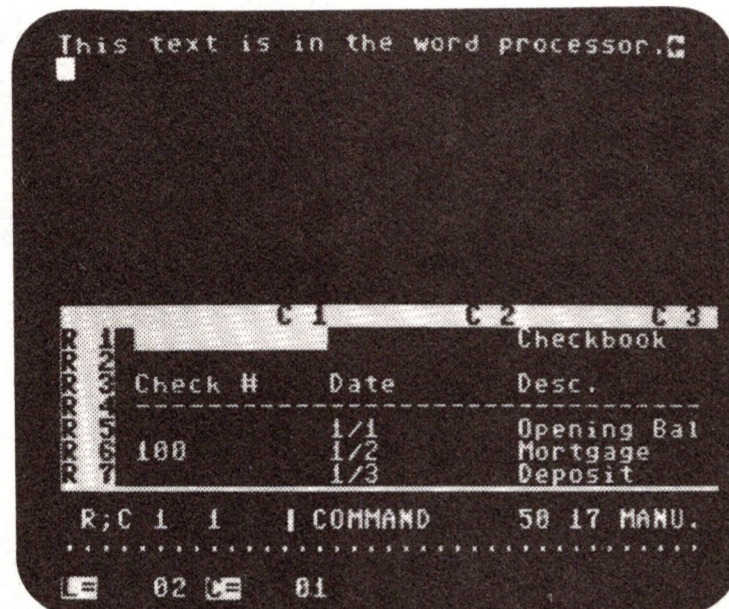 This text is in the word processor.C
C 1 C 2 C 3
R 1 Checkbook
R 2
R 3 Check # Date Desc.
R 4 ------------------------------
R 5 1/1 Opening Bal
R 6 100 1/2 Mortgage
R 7 1/3 Deposit
R;C 1 1 COMMAND 50 17 MANU.
L= 02 C= 01